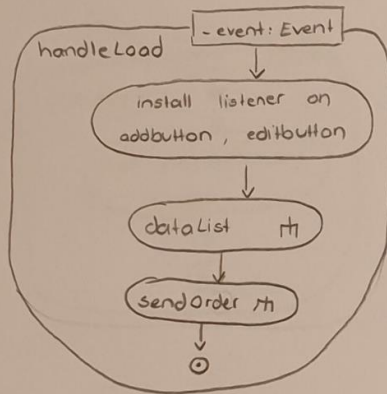 - event: Event
handleLoad
install listener on
addbutton, editbutton
dataList
sendOrder